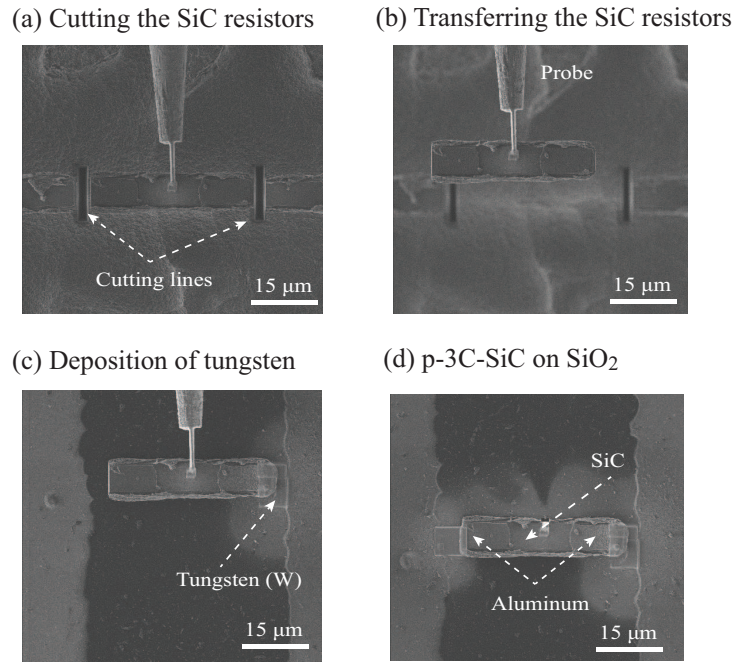 (a) Cutting the SiC resistors
(b) Transferring the SiC resistors
Cutting lines
15 μm
Probe
15 μm
(c) Deposition of tungsten
(d) p-3C-SiC on SiO₂
Tungsten (W)
15 μm
SiC
Aluminum
15 μm